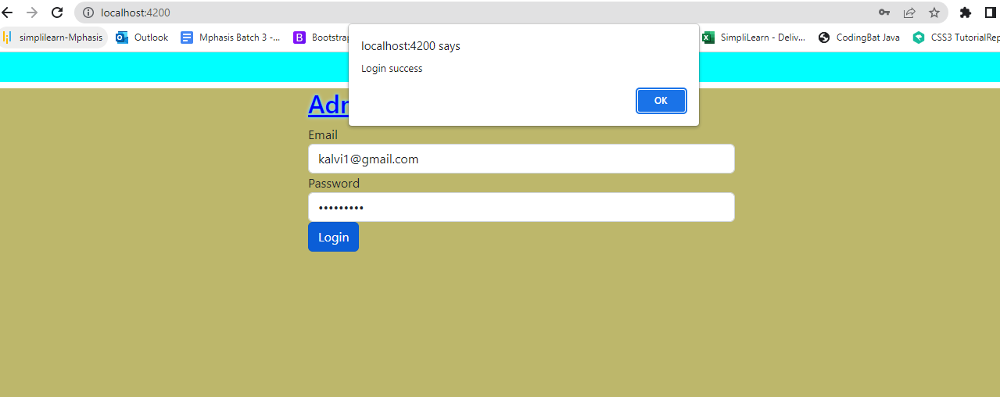 localhost:4200
simplilearn-Mphasis Outlook Mphasis Batch 3 -... Bootstrap SimpliLearn - Deliv... CodingBat Java CSS3 TutorialRep
localhost:4200 says
Login success
OK
Email
kalvi1@gmail.com
Password
•••••••••
Login